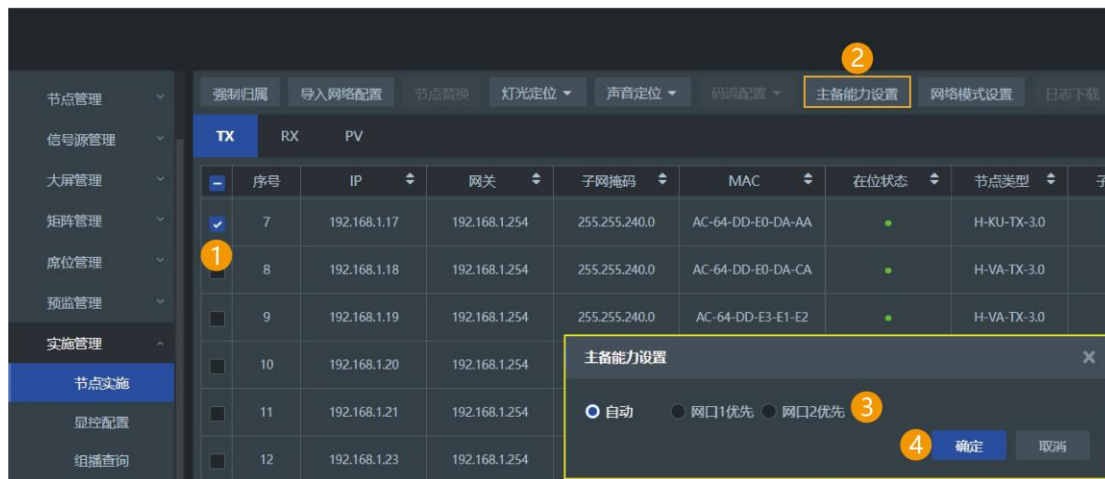 2
强制归属 导入网络配置 节点替换 灯光定位 声音定位 码流配置 主备能力设置 网络模式设置 日志下载
节点管理
信号源管理
大屏管理
矩阵管理
席位管理
预监管理
实施管理
节点实施
显控配置
组播查询
TX RX PV
序号 IP 网关 子网掩码 MAC 在位状态 节点类型 子
7 192.168.1.17 192.168.1.254 255.255.240.0 AC-64-DD-E0-DA-AA H-KU-TX-3.0
1
8 192.168.1.18 192.168.1.254 255.255.240.0 AC-64-DD-E0-DA-CA H-VA-TX-3.0
9 192.168.1.19 192.168.1.254 255.255.240.0 AC-64-DD-E3-E1-E2 H-VA-TX-3.0
10 192.168.1.20 192.168.1.254
11 192.168.1.21 192.168.1.254
12 192.168.1.23 192.168.1.254
主备能力设置
自动 网口1优先 网口2优先 3
4 确定 取消